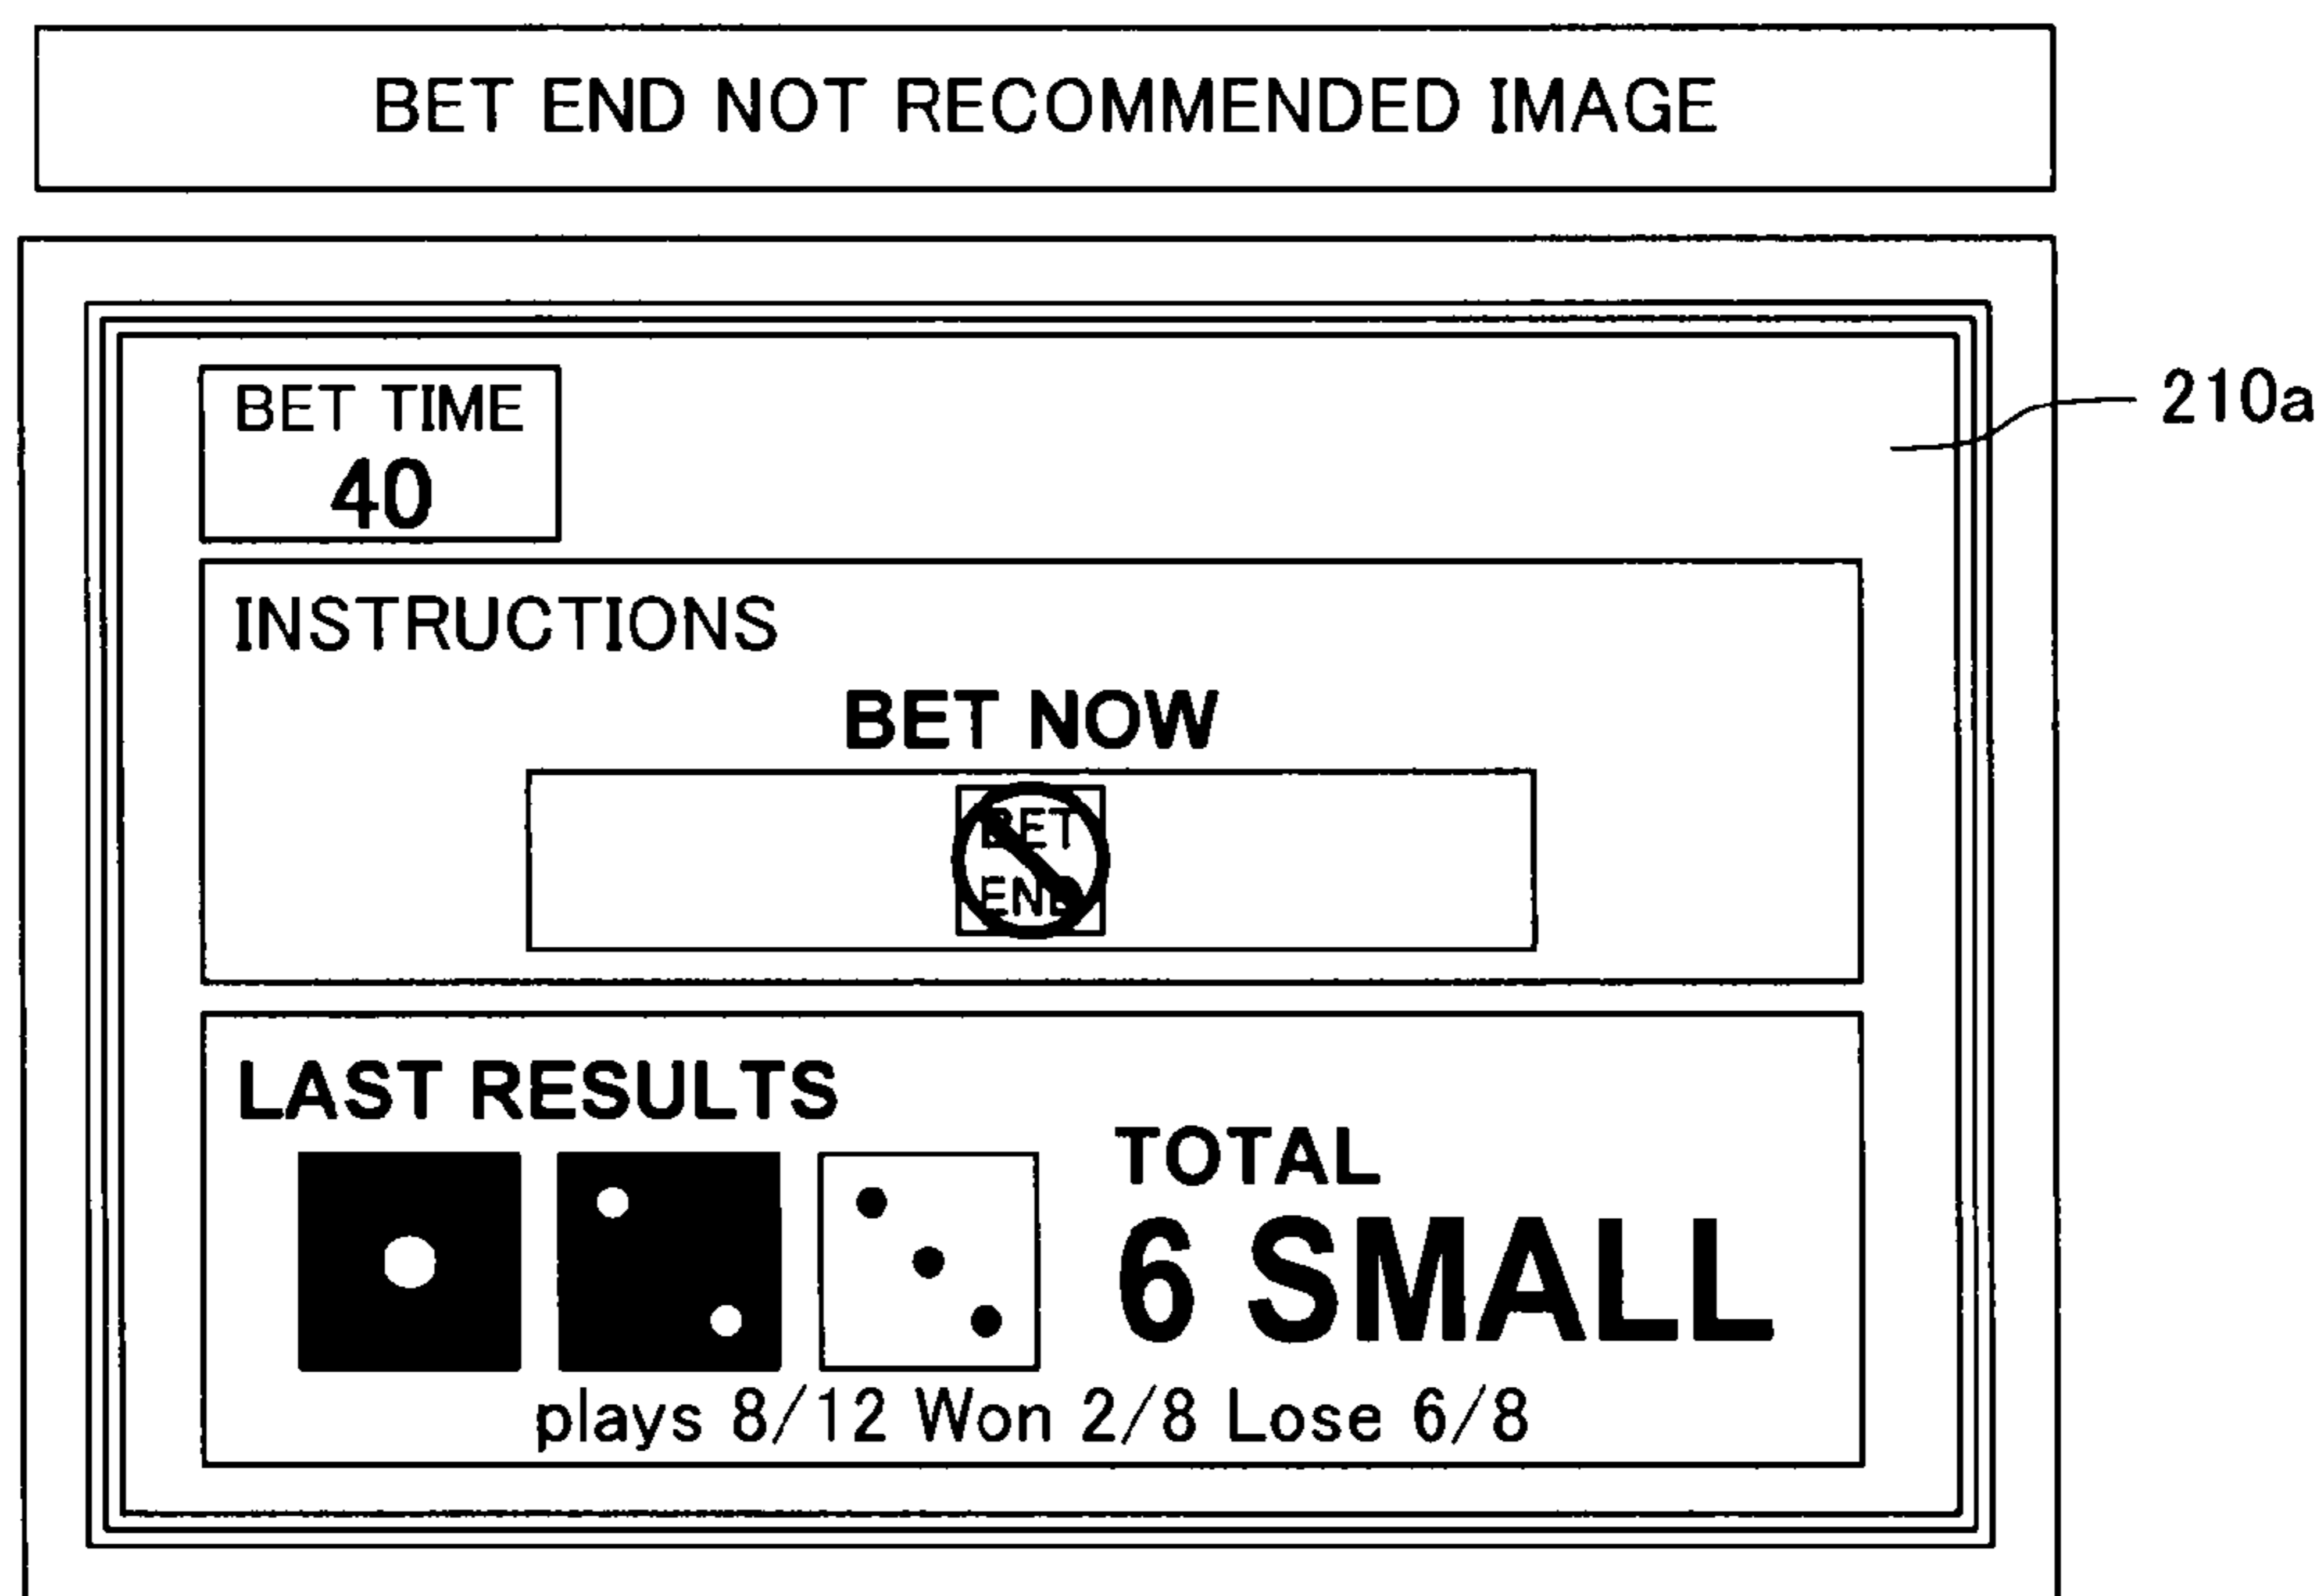 BET END NOT RECOMMENDED IMAGE
BET TIME
40
210a
INSTRUCTIONS
BET NOW
BET
END
LAST RESULTS
TOTAL
6 SMALL
plays 8/12 Won 2/8 Lose 6/8